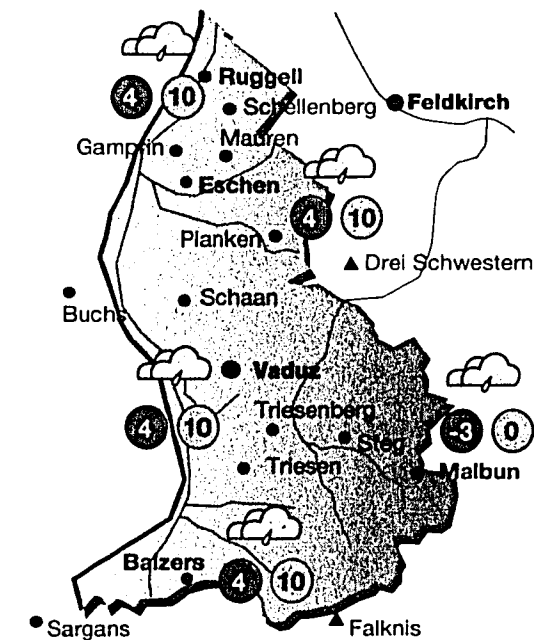 Ruggell
4 10
Schellenberg
Feldkirch
Gamprin
Mauren
Eschen
4 10
Planken
Drei Schwestern
Schaan
Buchs
Vaduz
Triesenberg
4 10
Steg
-3 0
Triesen
Malbun
Balzers
4 10
Sargans
Falknis